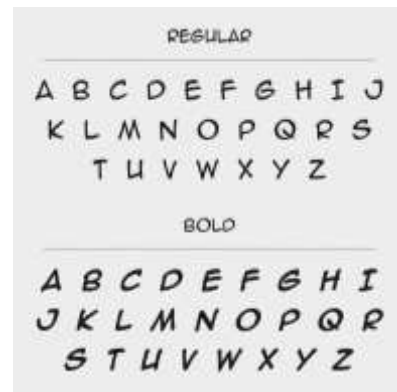 REGULAR
A B C D E F G H I J
K L M N O P Q R S
T U V W X Y Z
BOLD
A B C D E F G H I
J K L M N O P Q R
S T U V W X Y Z